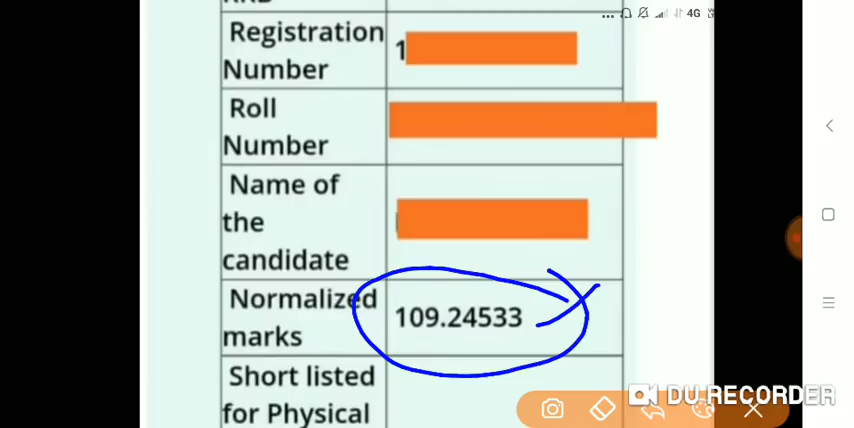 4G
Registration
Number
1
Roll
Number
Name of
the
candidate
Normalized
marks
109.24533
Short listed
for Physical
DU RECORDER